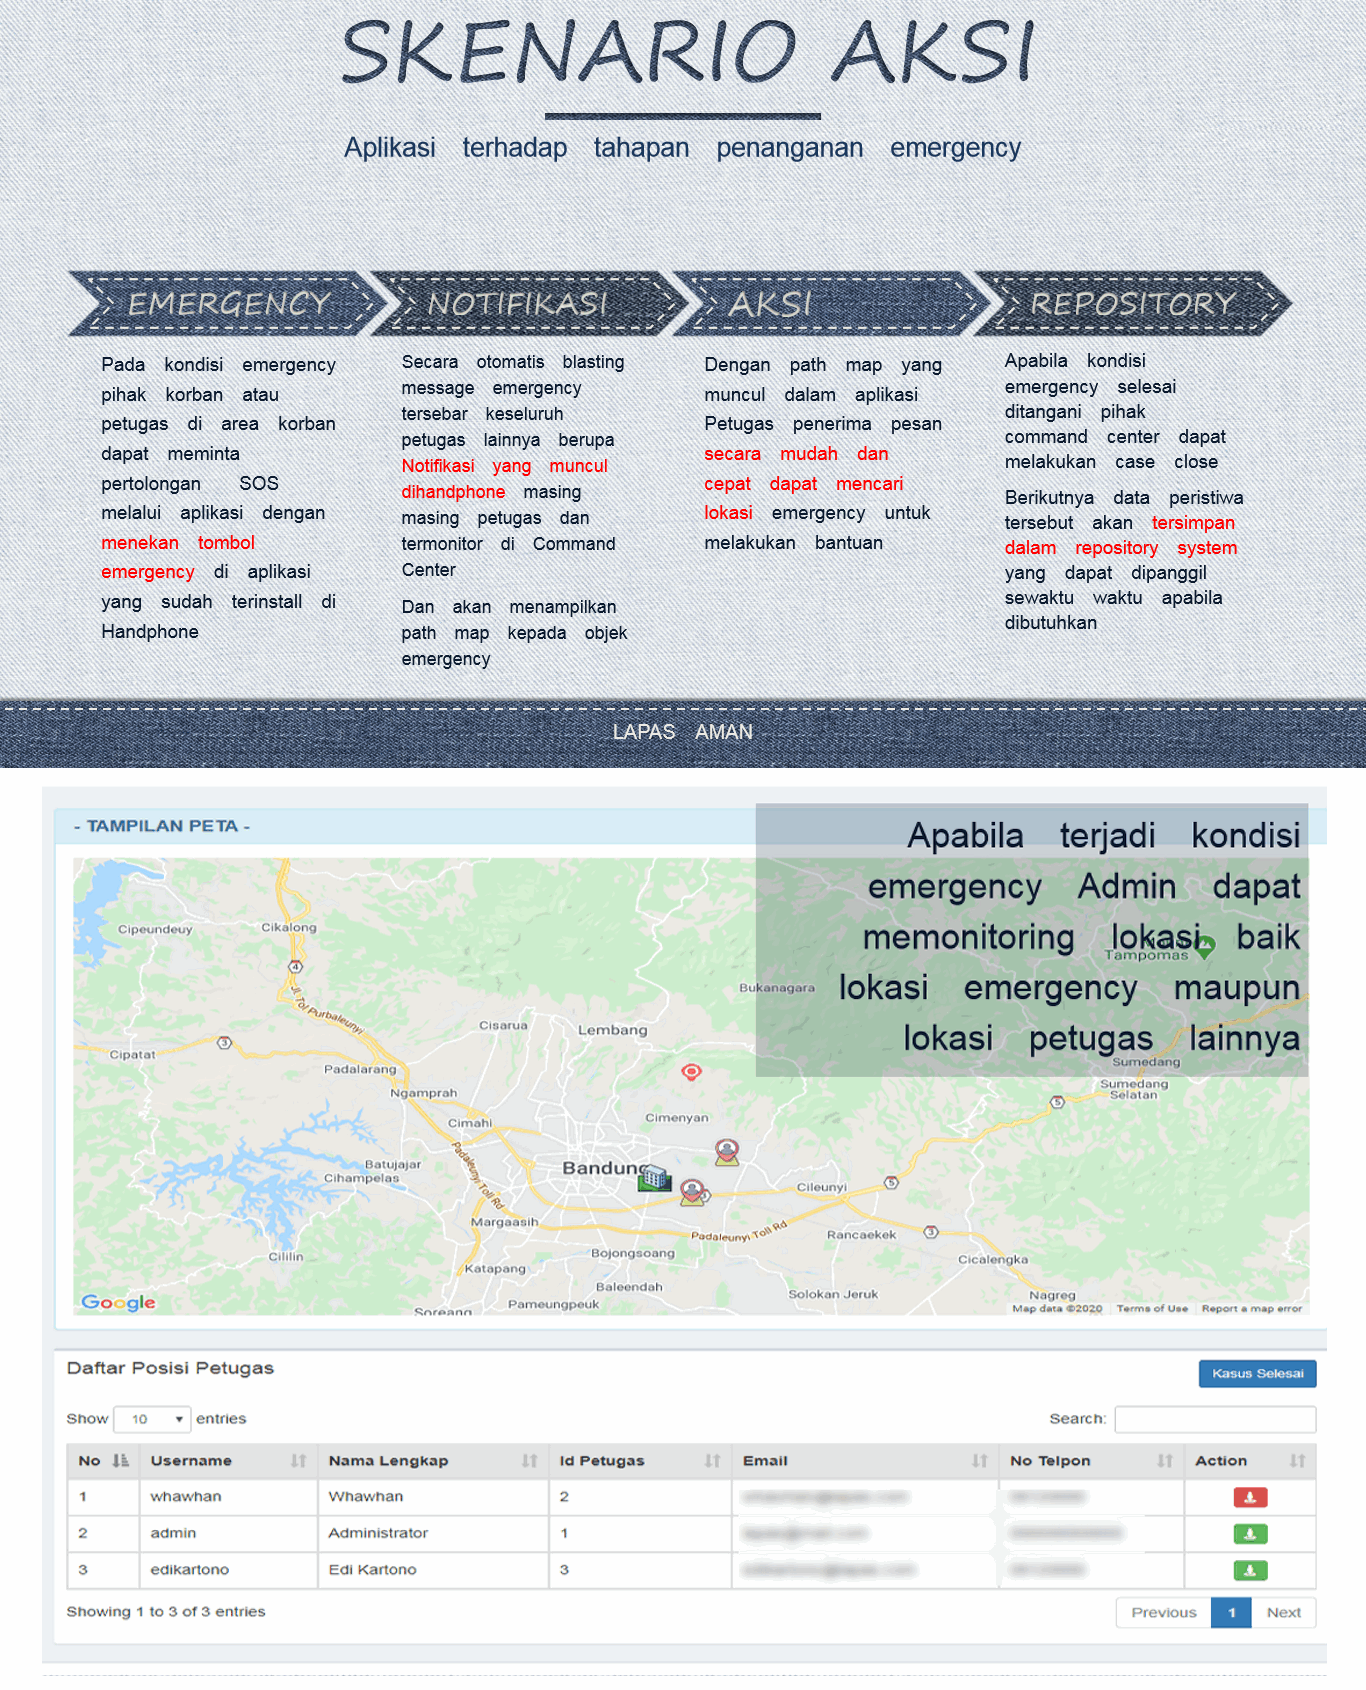 SKENARIO AKSI
Aplikasi terhadap tahapan penanganan emergency
EMERGENCY
Pada kondisi emergency
pihak korban atau
petugas di area korban
dapat meminta
pertolongan SOS
melalui aplikasi dengan
menekan tombol
emergency di aplikasi
yang sudah terinstall di
Handphone
NOTIFIKASI
Secara otomatis blasting
message emergency
tersebar keseluruh
petugas lainnya berupa
Notifikasi yang muncul
dihandphone masing
masing petugas dan
termonitor di Command
Center
Dan akan menampilkan
path map kepada objek
emergency
AKSI
Dengan path map yang
muncul dalam aplikasi
Petugas penerima pesan
secara mudah dan
cepat dapat mencari
lokasi emergency untuk
melakukan bantuan
REPOSITORY
Apabila kondisi
emergency selesai
ditangani pihak
command center dapat
melakukan case close
Berikutnya data peristiwa
tersebut akan tersimpan
dalam repository system
yang dapat dipanggil
sewaktu waktu apabila
dibutuhkan
LAPAS AMAN
- TAMPILAN PETA -
Apabila terjadi kondisi
emergency Admin dapat
memonitoring lokasi baik
lokasi emergency maupun
lokasi petugas lainnya
Cipeundeuy
Cikalong
4
Jl. Tol Purbaleunyi
Tampomas
Bukanagara
Cisarua
Lembang
3
Cipatat
Padalarang
Sumedang
Sumedang
Selatan
Ngamprah
5
Cimahi
Cimenyan
Padaleunyi Toll Rd
Batujajar
Cihampelas
Bandung
3
Cileunyi
5
Margaasih
Padaleunyi Toll Rd
Rancaekek
3
Cililin
Bojongsoang
Cicalengka
Katapang
Baleendah
Solokan Jeruk
Nagreg
Soreang
Pameungpeuk
Google
Map data ©2020 Terms of Use Report a map error
Daftar Posisi Petugas
Kasus Selesai
Show 10 entries
Search:
No Username Nama Lengkap Id Petugas Email No Telpon Action
1 whawhan Whawhan 2
2 admin Administrator 1
3 edikartono Edi Kartono 3
Showing 1 to 3 of 3 entries
Previous 1 Next